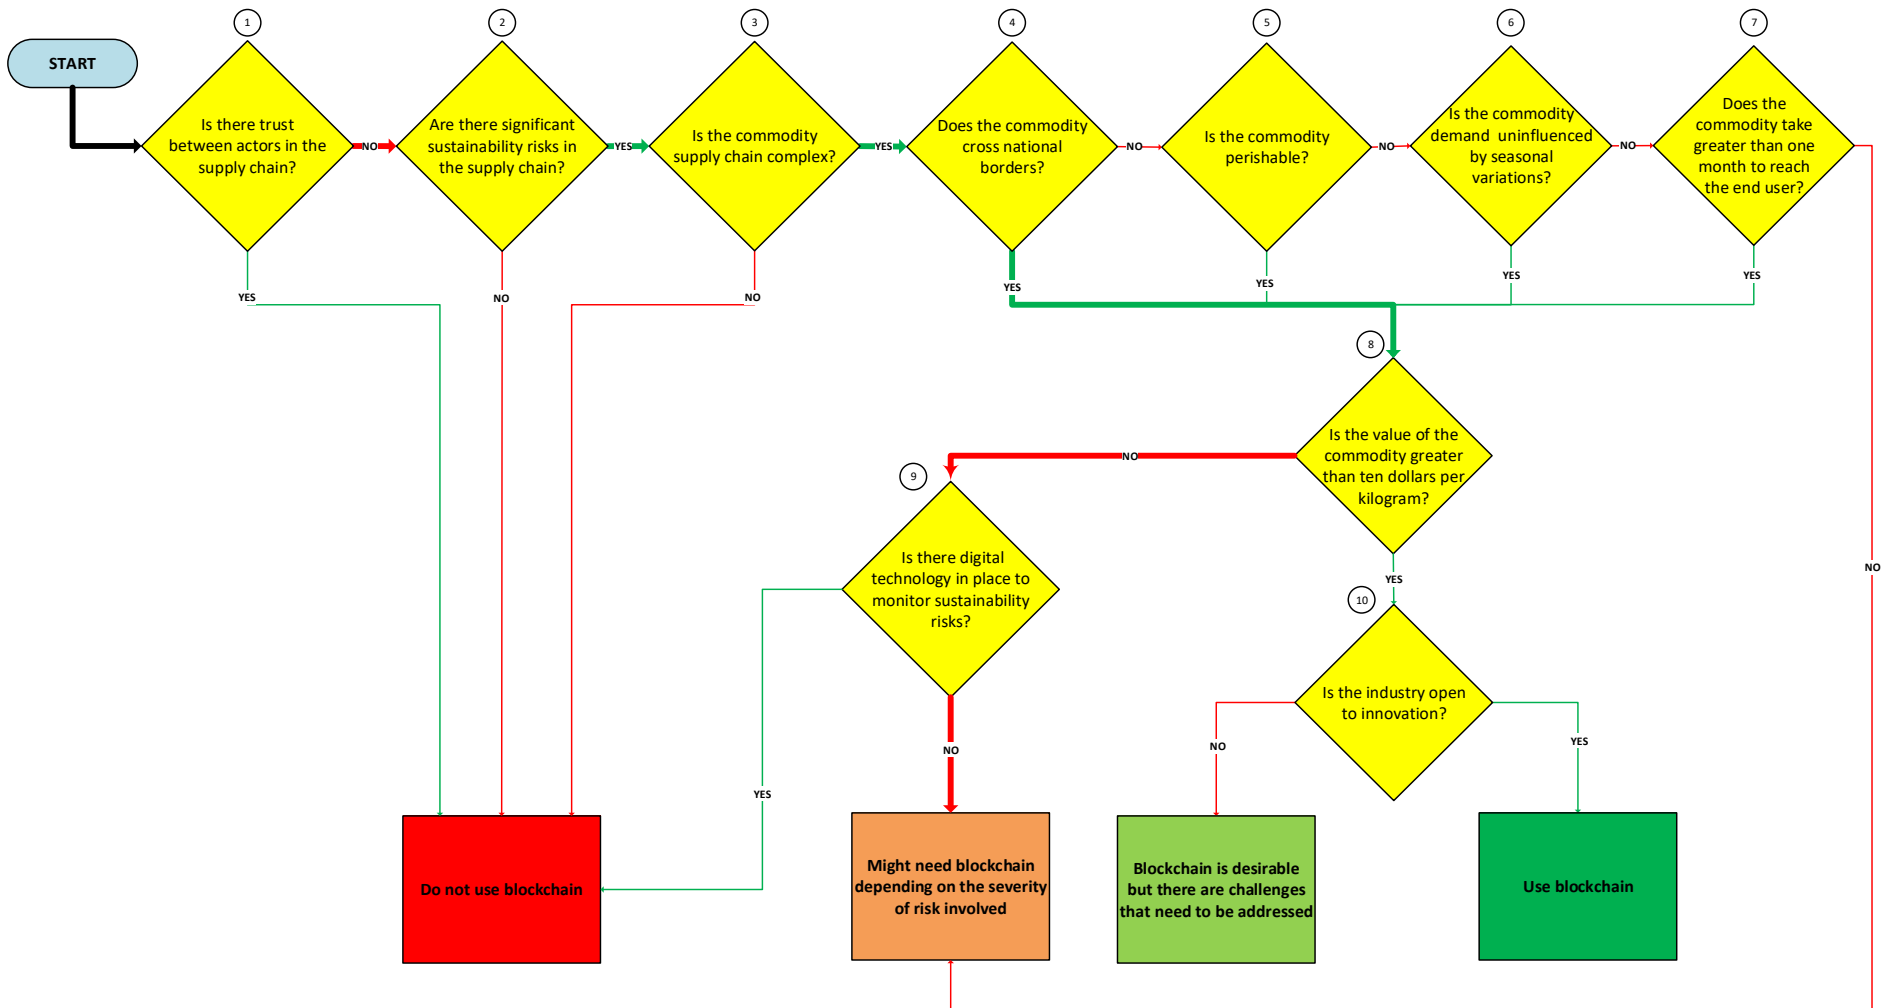 1
2
3
4
5
6
7
START
Is there trust
between actors in the
supply chain?
NO
Are there significant
sustainability risks in
the supply chain?
YES
Is the commodity
supply chain complex?
YES
Does the commodity
cross national
borders?
NO
Is the commodity
perishable?
NO
Is the commodity
demand uninfluenced
by seasonal
variations?
NO
Does the
commodity take
greater than one
month to reach
the end user?
YES
NO
NO
YES
YES
YES
YES
8
Is the value of the
commodity greater
than ten dollars per
kilogram?
NO
9
Is there digital
technology in place to
monitor sustainability
risks?
YES
NO
10
Is the industry open
to innovation?
NO
YES
NO
YES
Do not use blockchain
Might need blockchain
depending on the severity
of risk involved
Blockchain is desirable
but there are challenges
that need to be addressed
Use blockchain